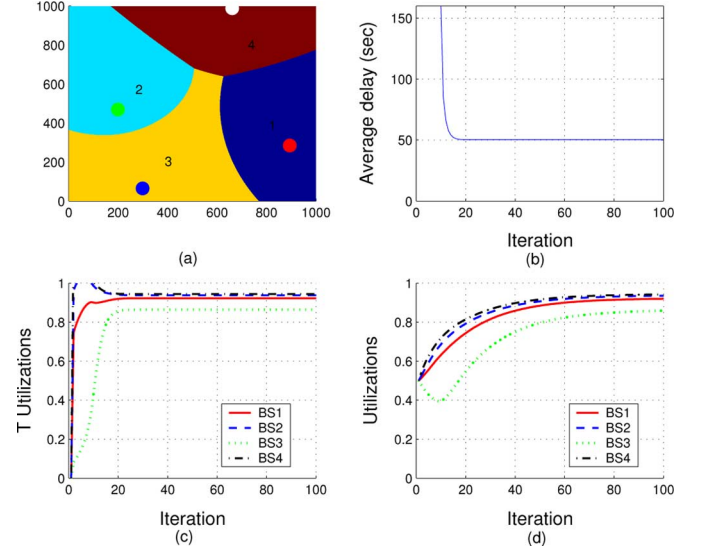 1000
800
600
400
200
0
0 200 400 600 800 1000
1
2
3
4
(a)
Average delay (sec)
150
100
50
0
0 20 40 60 80 100
Iteration
(b)
T Utilizations
1
0.8
0.6
0.4
0.2
0
0 20 40 60 80 100
BS1
BS2
BS3
BS4
Iteration
(c)
Utilizations
1
0.8
0.6
0.4
0.2
0
0 20 40 60 80 100
BS1
BS2
BS3
BS4
Iteration
(d)